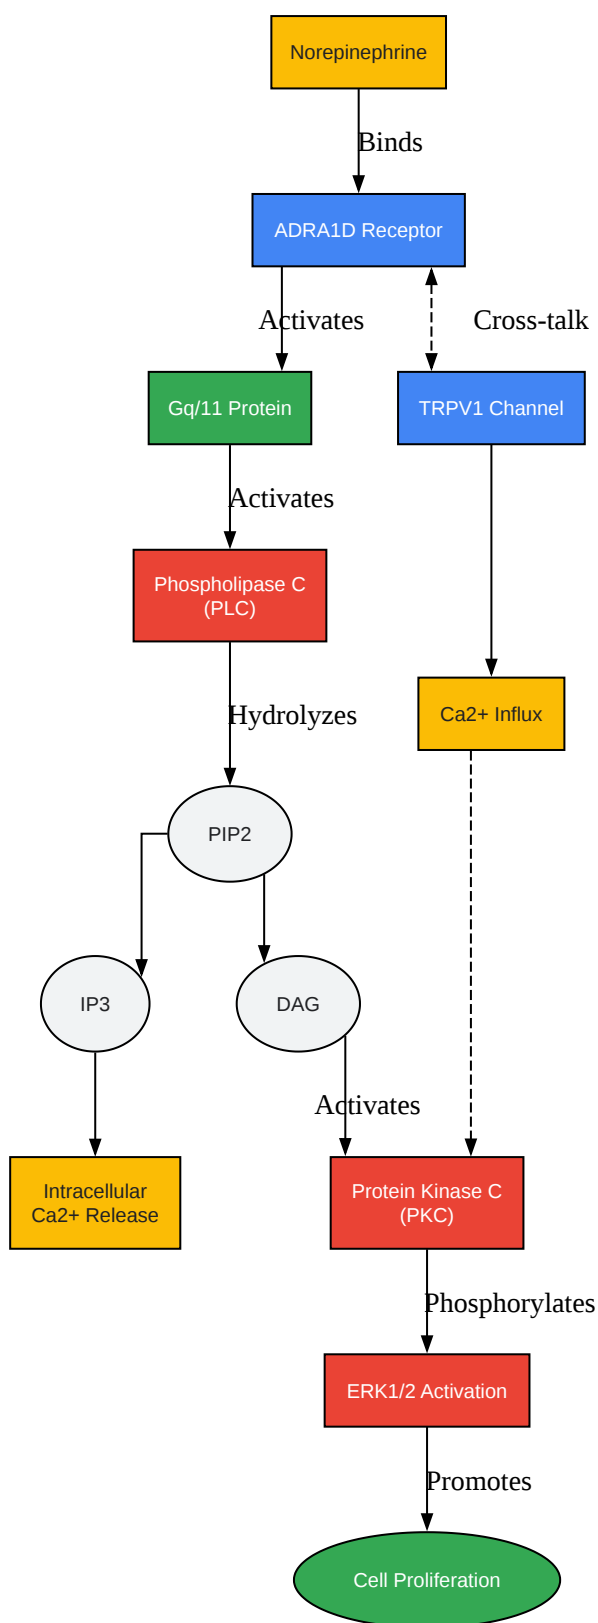 Norepinephrine
Binds
ADRA1D Receptor
Activates
Cross-talk
Gq/11 Protein
TRPV1 Channel
Activates
Phospholipase C
(PLC)
Hydrolyzes
Ca2+ Influx
PIP2
IP3
DAG
Activates
Intracellular
Ca2+ Release
Protein Kinase C
(PKC)
Phosphorylates
ERK1/2 Activation
Promotes
Cell Proliferation